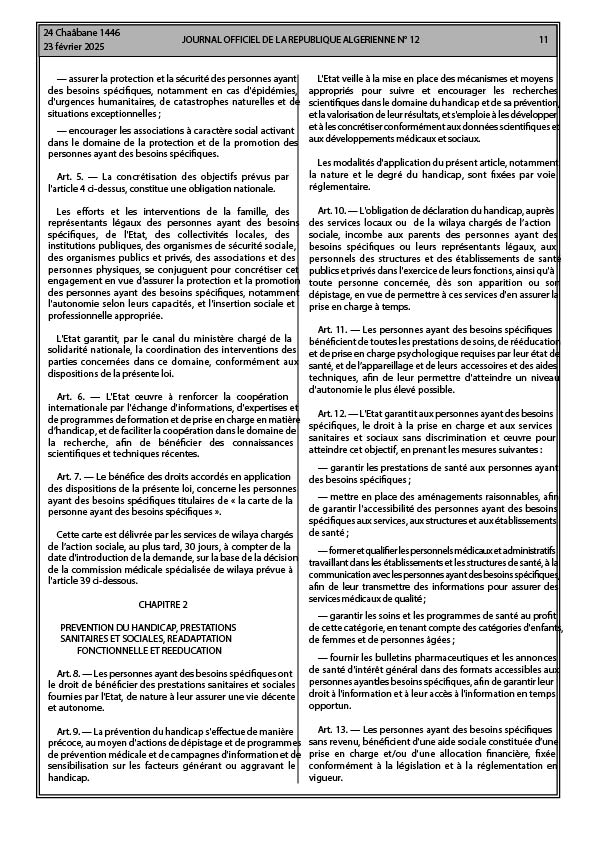 24 Chaâbane 1446
23 février 2025
JOURNAL OFFICIEL DE LA REPUBLIQUE ALGERIENNE N° 12
11
— assurer la protection et la sécurité des personnes ayant
des besoins spécifiques, notamment en cas d'épidémies,
d'urgences humanitaires, de catastrophes naturelles et de
situations exceptionnelles ;
— encourager les associations à caractère social activant
dans le domaine de la protection et de la promotion des
personnes ayant des besoins spécifiques.
Art. 5. — La concrétisation des objectifs prévus par
l'article 4 ci-dessus, constitue une obligation nationale.
Les efforts et les interventions de la famille, des
représentants légaux des personnes ayant des besoins
spécifiques, de l'Etat, des collectivités locales, des
institutions publiques, des organismes de sécurité sociale,
des organismes publics et privés, des associations et des
personnes physiques, se conjuguent pour concrétiser cet
engagement en vue d'assurer la protection et la promotion
des personnes ayant des besoins spécifiques, notamment
l'autonomie selon leurs capacités, et l'insertion sociale et
professionnelle appropriée.
L'Etat garantit, par le canal du ministère chargé de la
solidarité nationale, la coordination des interventions des
parties concernées dans ce domaine, conformément aux
dispositions de la présente loi.
Art. 6. — L'Etat œuvre à renforcer la coopération
internationale par l'échange d'informations, d'expertises et
de programmes de formation et de prise en charge en matière
d'handicap, et de faciliter la coopération dans le domaine de
la recherche, afin de bénéficier des connaissances
scientifiques et techniques récentes.
Art. 7. — Le bénéfice des droits accordés en application
des dispositions de la présente loi, concerne les personnes
ayant des besoins spécifiques titulaires de « la carte de la
personne ayant des besoins spécifiques ».
Cette carte est délivrée par les services de wilaya chargés
de l'action sociale, au plus tard, 30 jours, à compter de la
date d'introduction de la demande, sur la base de la décision
de la commission médicale spécialisée de wilaya prévue à
l'article 39 ci-dessous.
CHAPITRE 2
PREVENTION DU HANDICAP, PRESTATIONS
SANITAIRES ET SOCIALES, READAPTATION
FONCTIONNELLE ET REEDUCATION
Art. 8. — Les personnes ayant des besoins spécifiques ont
le droit de bénéficier des prestations sanitaires et sociales
fournies par l'Etat, de nature à leur assurer une vie décente
et autonome.
Art. 9. — La prévention du handicap s'effectue de manière
précoce, au moyen d'actions de dépistage et de programmes
de prévention médicale et de campagnes d'information et de
sensibilisation sur les facteurs générant ou aggravant le
handicap.
L'Etat veille à la mise en place des mécanismes et moyens
appropriés pour suivre et encourager les recherches
scientifiques dans le domaine du handicap et de sa prévention,
et la valorisation de leur résultats, et s'emploie à les développer
et à les concrétiser conformément aux données scientifiques et
aux développements médicaux et sociaux.
Les modalités d'application du présent article, notamment
la nature et le degré du handicap, sont fixées par voie
réglementaire.
Art. 10. — L'obligation de déclaration du handicap, auprès
des services locaux ou de la wilaya chargés de l'action
sociale, incombe aux parents des personnes ayant des
besoins spécifiques ou leurs représentants légaux, aux
personnels des structures et des établissements de santé
publics et privés dans l'exercice de leurs fonctions, ainsi qu'à
toute personne concernée, dès son apparition ou son
dépistage, en vue de permettre à ces services d'en assurer la
prise en charge à temps.
Art. 11. — Les personnes ayant des besoins spécifiques
bénéficient de toutes les prestations de soins, de rééducation
et de prise en charge psychologique requises par leur état de
santé, et de l'appareillage et de leurs accessoires et des aides
techniques, afin de leur permettre d'atteindre un niveau
d'autonomie le plus élevé possible.
Art. 12. — L'Etat garantit aux personnes ayant des besoins
spécifiques, le droit à la prise en charge et aux services
sanitaires et sociaux sans discrimination et œuvre pour
atteindre cet objectif, en prenant les mesures suivantes :
— garantir les prestations de santé aux personnes ayant
des besoins spécifiques ;
— mettre en place des aménagements raisonnables, afin
de garantir l'accessibilité des personnes ayant des besoins
spécifiques aux services, aux structures et aux établissements
de santé ;
— former et qualifier les personnels médicaux et administratifs
travaillant dans les établissements et les structures de santé, à la
communication avec les personnes ayant des besoins spécifiques,
afin de leur transmettre des informations pour assurer des
services médicaux de qualité ;
— garantir les soins et les programmes de santé au profit
de cette catégorie, en tenant compte des catégories d'enfants,
de femmes et de personnes âgées ;
— fournir les bulletins pharmaceutiques et les annonces
de santé d'intérêt général dans des formats accessibles aux
personnes ayantles besoins spécifiques, afin de garantir leur
droit à l'information et à leur accès à l'information en temps
opportun.
Art. 13. — Les personnes ayant des besoins spécifiques
sans revenu, bénéficient d'une aide sociale constituée d'une
prise en charge et/ou d'une allocation financière, fixée
conformément à la législation et à la réglementation en
vigueur.